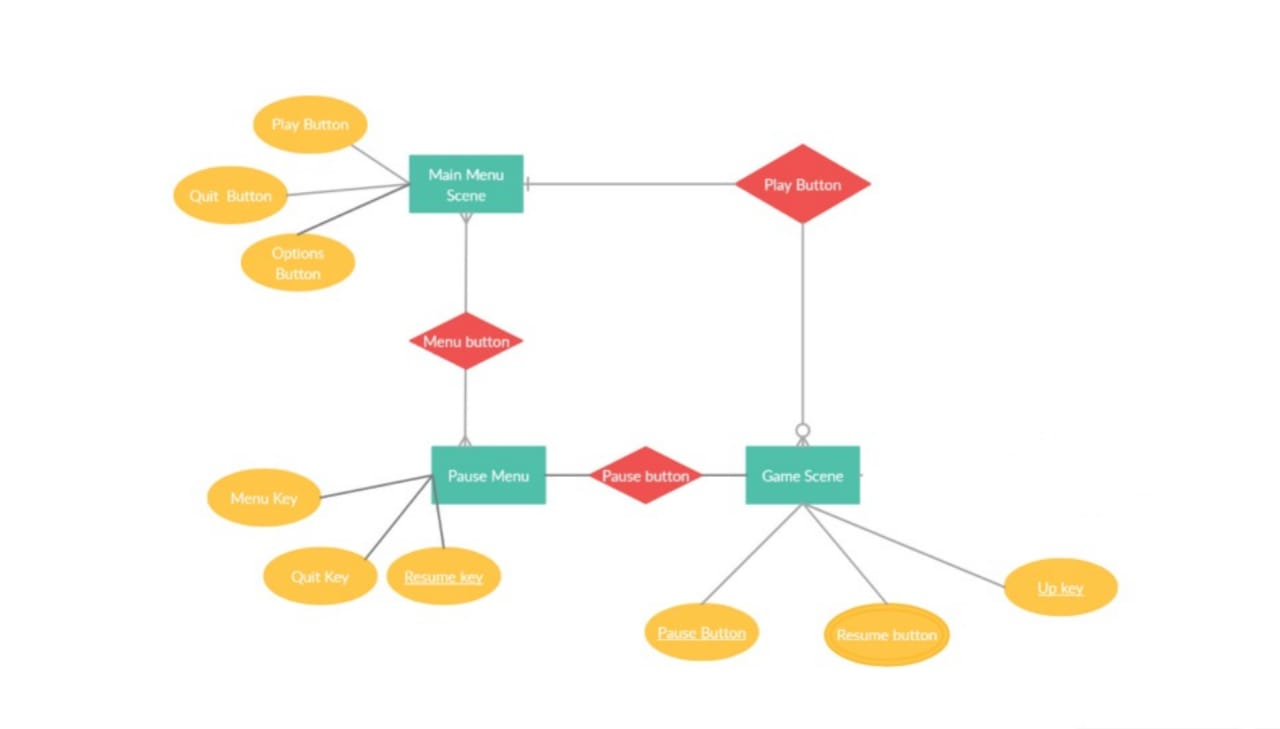 Play Button
Main Menu
Scene
Play Button
Quit Button
Options
Button
Menu button
Pause Menu
Pause button
Game Scene
Menu Key
Quit Key
Resume key
Up key
Pause Button
Resume button